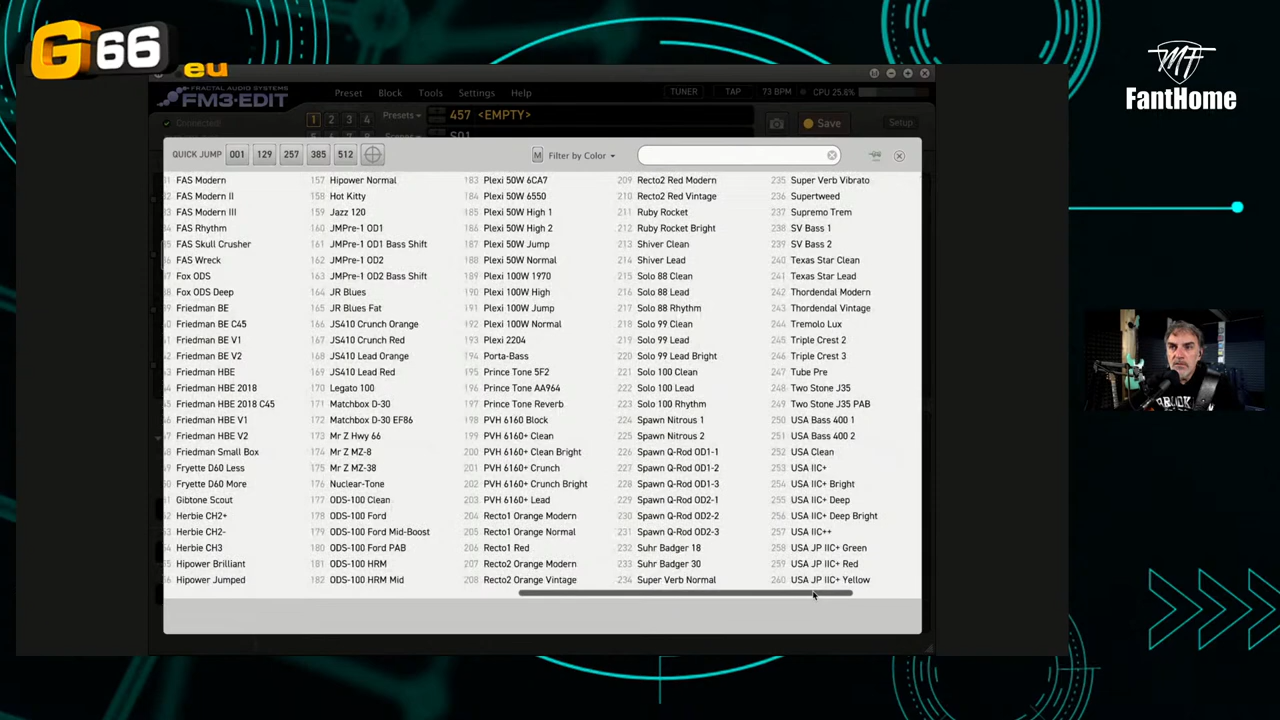 G66
eu
MF
FantHome
FRACTAL AUDIO SYSTEMS
FM3-EDIT
Preset Block Tools Settings Help
TUNER TAP 73 BPM CPU 25.8%
Connected
1 2 3 4
Presets
457 <EMPTY>
Save
Setup
QUICK JUMP 001 129 257 385 512
M Filter by Color
FAS Modern
FAS Modern II
FAS Modern III
FAS Rhythm
FAS Skull Crusher
FAS Wreck
Fox ODS
Fox ODS Deep
Friedman BE
Friedman BE C45
Friedman BE V1
Friedman BE V2
Friedman HBE
Friedman HBE 2018
Friedman HBE 2018 C45
Friedman HBE V1
Friedman HBE V2
Friedman Small Box
Fryette D60 Less
Fryette D60 More
Gibtone Scout
Herbie CH2+
Herbie CH2-
Herbie CH3
Hipower Brilliant
Hipower Jumped
157 Hipower Normal
158 Hot Kitty
159 Jazz 120
160 JMPre-1 OD1
161 JMPre-1 OD1 Bass Shift
162 JMPre-1 OD2
163 JMPre-1 OD2 Bass Shift
164 JR Blues
165 JR Blues Fat
166 JS410 Crunch Orange
167 JS410 Crunch Red
168 JS410 Lead Orange
169 JS410 Lead Red
170 Legato 100
171 Matchbox D-30
172 Matchbox D-30 EF86
173 Mr Z Hwy 66
174 Mr Z MZ-8
175 Mr Z MZ-38
176 Nuclear-Tone
177 ODS-100 Clean
178 ODS-100 Ford
179 ODS-100 Ford Mid-Boost
180 ODS-100 Ford PAB
181 ODS-100 HRM
182 ODS-100 HRM Mid
183 Plexi 50W 6CA7
184 Plexi 50W 6550
185 Plexi 50W High 1
186 Plexi 50W High 2
187 Plexi 50W Jump
188 Plexi 50W Normal
189 Plexi 100W 1970
190 Plexi 100W High
191 Plexi 100W Jump
192 Plexi 100W Normal
193 Plexi 2204
194 Porta-Bass
195 Prince Tone 5F2
196 Prince Tone AA964
197 Prince Tone Reverb
198 PVH 6160 Block
199 PVH 6160+ Clean
200 PVH 6160+ Clean Bright
201 PVH 6160+ Crunch
202 PVH 6160+ Crunch Bright
203 PVH 6160+ Lead
204 Recto1 Orange Modern
205 Recto1 Orange Normal
206 Recto1 Red
207 Recto2 Orange Modern
208 Recto2 Orange Vintage
209 Recto2 Red Modern
210 Recto2 Red Vintage
211 Ruby Rocket
212 Ruby Rocket Bright
213 Shiver Clean
214 Shiver Lead
215 Solo 88 Clean
216 Solo 88 Lead
217 Solo 88 Rhythm
218 Solo 99 Clean
219 Solo 99 Lead
220 Solo 99 Lead Bright
221 Solo 100 Clean
222 Solo 100 Lead
223 Solo 100 Rhythm
224 Spawn Nitrous 1
225 Spawn Nitrous 2
226 Spawn Q-Rod OD1-1
227 Spawn Q-Rod OD1-2
228 Spawn Q-Rod OD1-3
229 Spawn Q-Rod OD2-1
230 Spawn Q-Rod OD2-2
231 Spawn Q-Rod OD2-3
232 Suhr Badger 18
233 Suhr Badger 30
234 Super Verb Normal
235 Super Verb Vibrato
236 Supertweed
237 Supremo Trem
238 SV Bass 1
239 SV Bass 2
240 Texas Star Clean
241 Texas Star Lead
242 Thordendal Modern
243 Thordendal Vintage
244 Tremolo Lux
245 Triple Crest 2
246 Triple Crest 3
247 Tube Pre
248 Two Stone J35
249 Two Stone J35 PAB
250 USA Bass 400 1
251 USA Bass 400 2
252 USA Clean
253 USA IIC+
254 USA IIC+ Bright
255 USA IIC+ Deep
256 USA IIC+ Deep Bright
257 USA IIC++
258 USA JP IIC+ Green
259 USA JP IIC+ Red
260 USA JP IIC+ Yellow